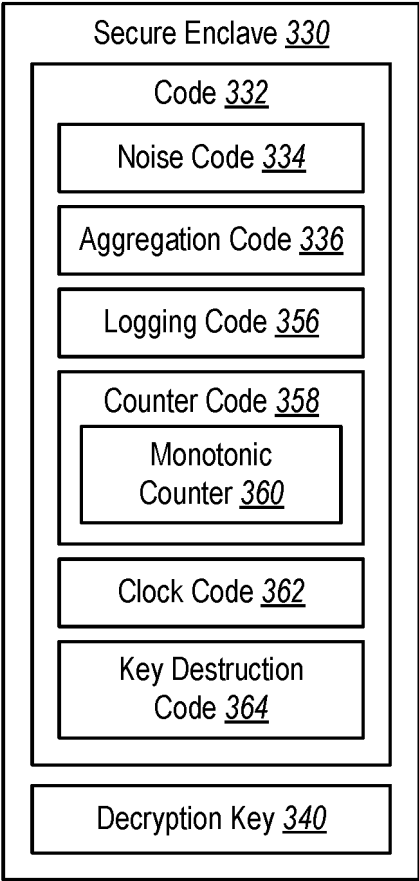 Secure Enclave 330
Code 332
Noise Code 334
Aggregation Code 336
Logging Code 356
Counter Code 358
Monotonic
Counter 360
Clock Code 362
Key Destruction
Code 364
Decryption Key 340